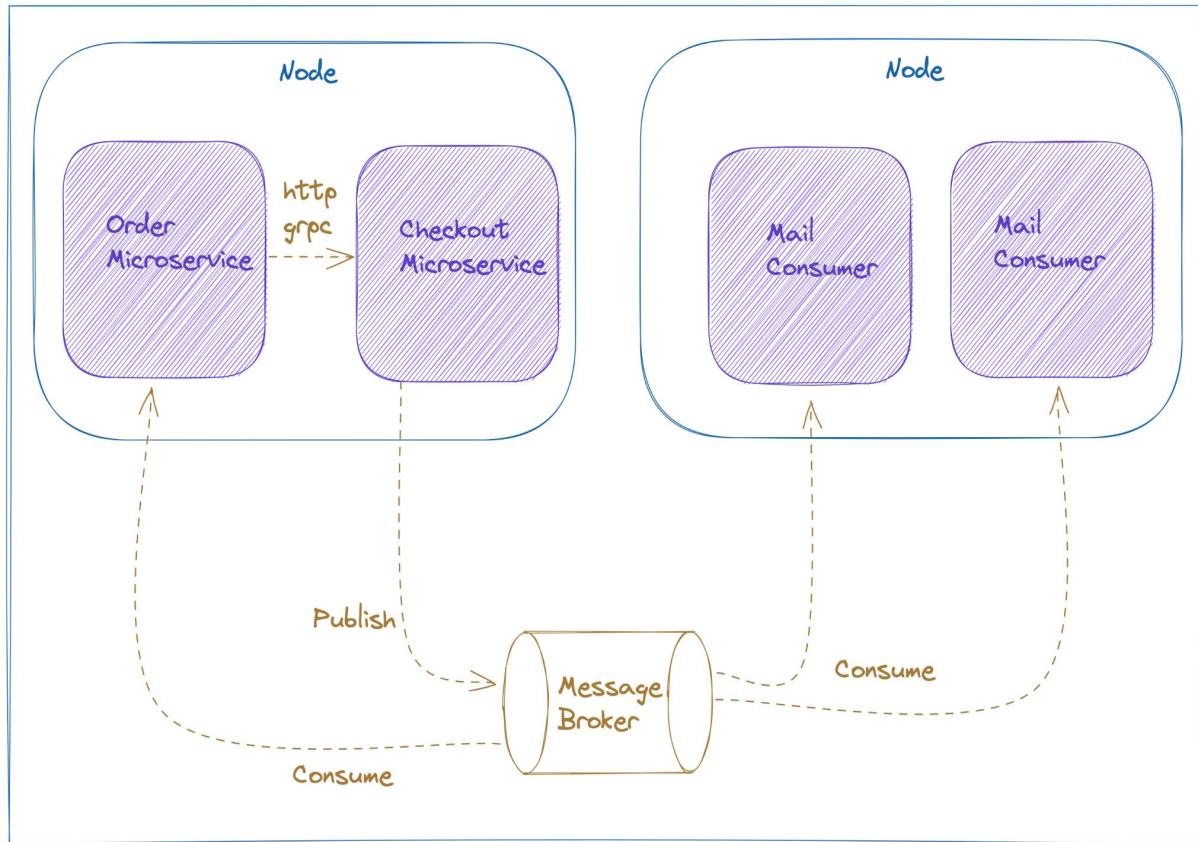 Node
Node
http
grpc
Order
Microservice
Checkout
Microservice
Mail
Consumer
Mail
Consumer
Publish
Message
Broker
Consume
Consume